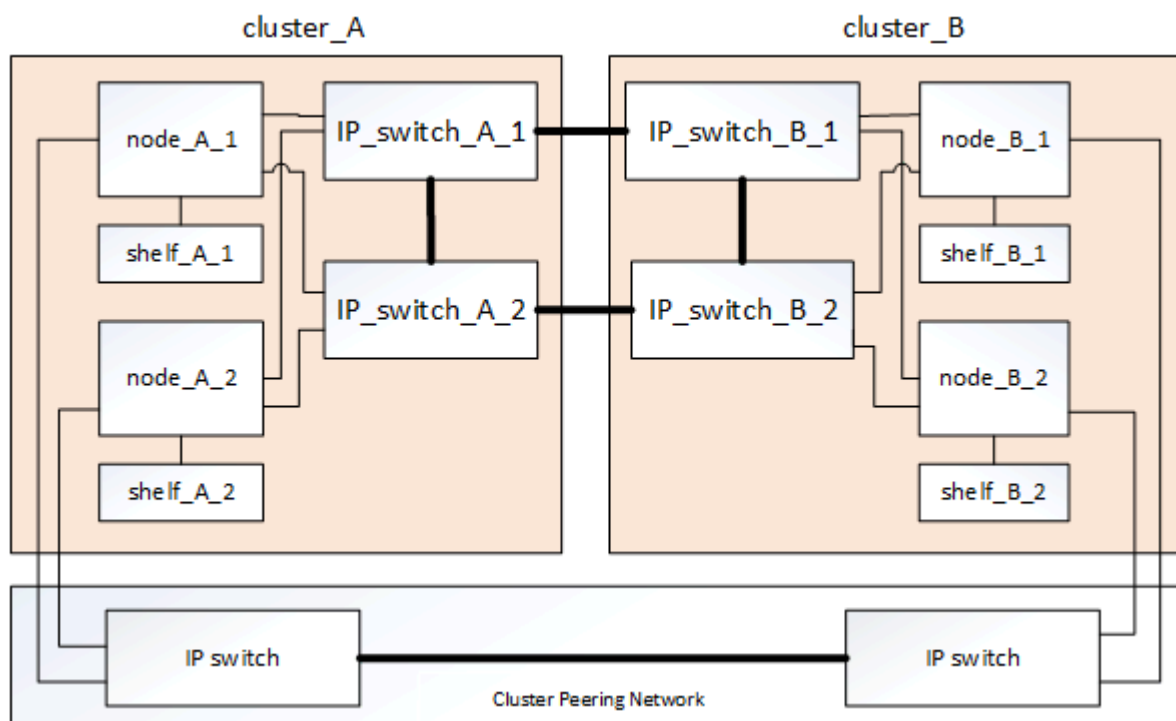 cluster_A
cluster_B
node_A_1
IP_switch_A_1
IP_switch_B_1
node_B_1
shelf_A_1
shelf_B_1
IP_switch_A_2
IP_switch_B_2
node_A_2
node_B_2
shelf_A_2
shelf_B_2
IP switch
IP switch
Cluster Peering Network